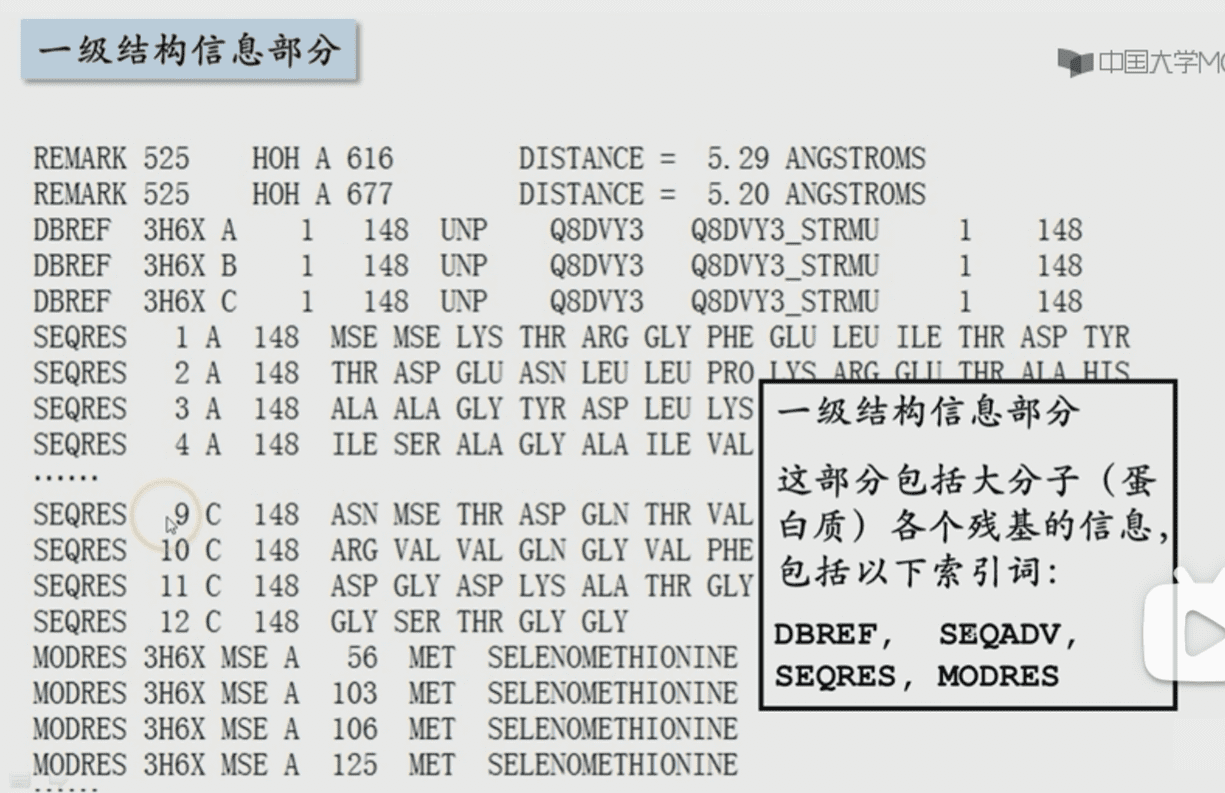 一级结构信息部分
中国大学MO
REMARK 525 HOH A 616 DISTANCE = 5.29 ANGSTROMS
REMARK 525 HOH A 677 DISTANCE = 5.20 ANGSTROMS
DBREF 3H6X A 1 148 UNP Q8DVY3 Q8DVY3_STRMU 1 148
DBREF 3H6X B 1 148 UNP Q8DVY3 Q8DVY3_STRMU 1 148
DBREF 3H6X C 1 148 UNP Q8DVY3 Q8DVY3_STRMU 1 148
SEQRES 1 A 148 MSE MSE LYS THR ARG GLY PHE GLU LEU ILE THR ASP TYR
SEQRES 2 A 148 THR ASP GLU ASN LEU LEU PRO LYS ARG GLU THR ALA HIS
SEQRES 3 A 148 ALA ALA GLY TYR ASP LEU LYS
SEQRES 4 A 148 ILE SER ALA GLY ALA ILE VAL
......
SEQRES 9 C 148 ASN MSE THR ASP GLN THR VAL
SEQRES 10 C 148 ARG VAL VAL GLN GLY VAL PHE
SEQRES 11 C 148 ASP GLY ASP LYS ALA THR GLY
SEQRES 12 C 148 GLY SER THR GLY GLY
MODRES 3H6X MSE A 56 MET SELENOMETHIONINE
MODRES 3H6X MSE A 103 MET SELENOMETHIONINE
MODRES 3H6X MSE A 106 MET SELENOMETHIONINE
MODRES 3H6X MSE A 125 MET SELENOMETHIONINE
......
一级结构信息部分
这部分包括大分子（蛋
白质）各个残基的信息，
包括以下索引词：
DBREF, SEQADV,
SEQRES, MODRES